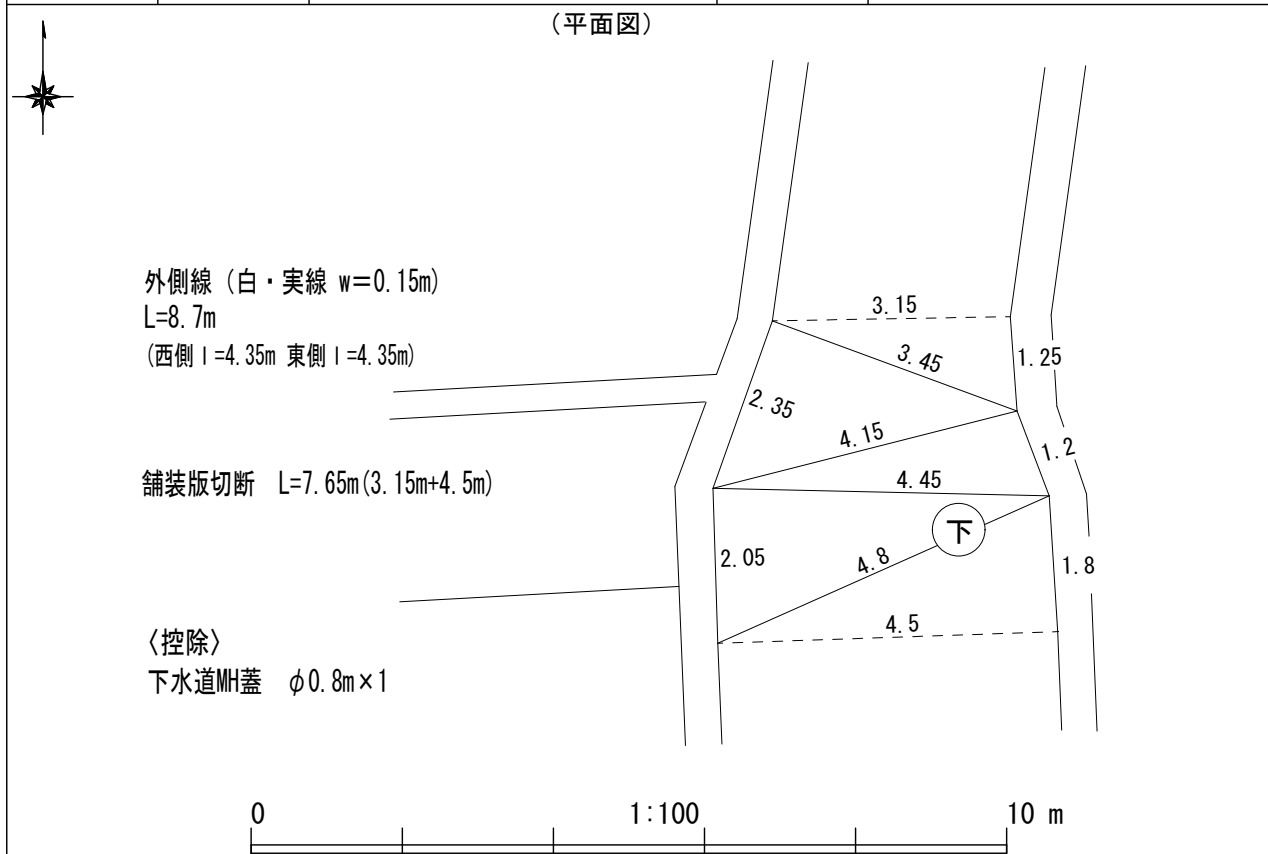 (平面図)
外側線 (白・実線 w=0.15m)
L=8.7m
(西側 l=4.35m 東側 l=4.35m)
舗装版切断 L=7.65m(3.15m+4.5m)
〈控除〉
下水道MH蓋 φ0.8m×1
3.15
3.45
1.25
2.35
4.15
1.2
4.45
下
2.05
4.8
1.8
4.5
0
1:100
10 m